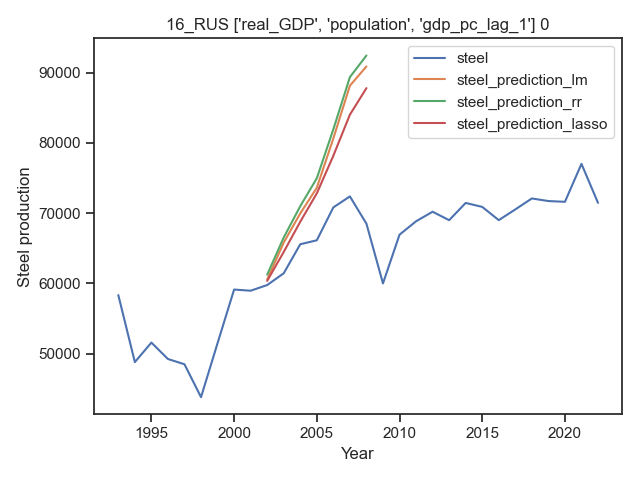 16_RUS ['real_GDP', 'population', 'gdp_pc_lag_1'] 0
steel
steel_prediction_lm
steel_prediction_rr
steel_prediction_lasso
90000
80000
70000
60000
50000
Steel production
1995 2000 2005 2010 2015 2020
Year